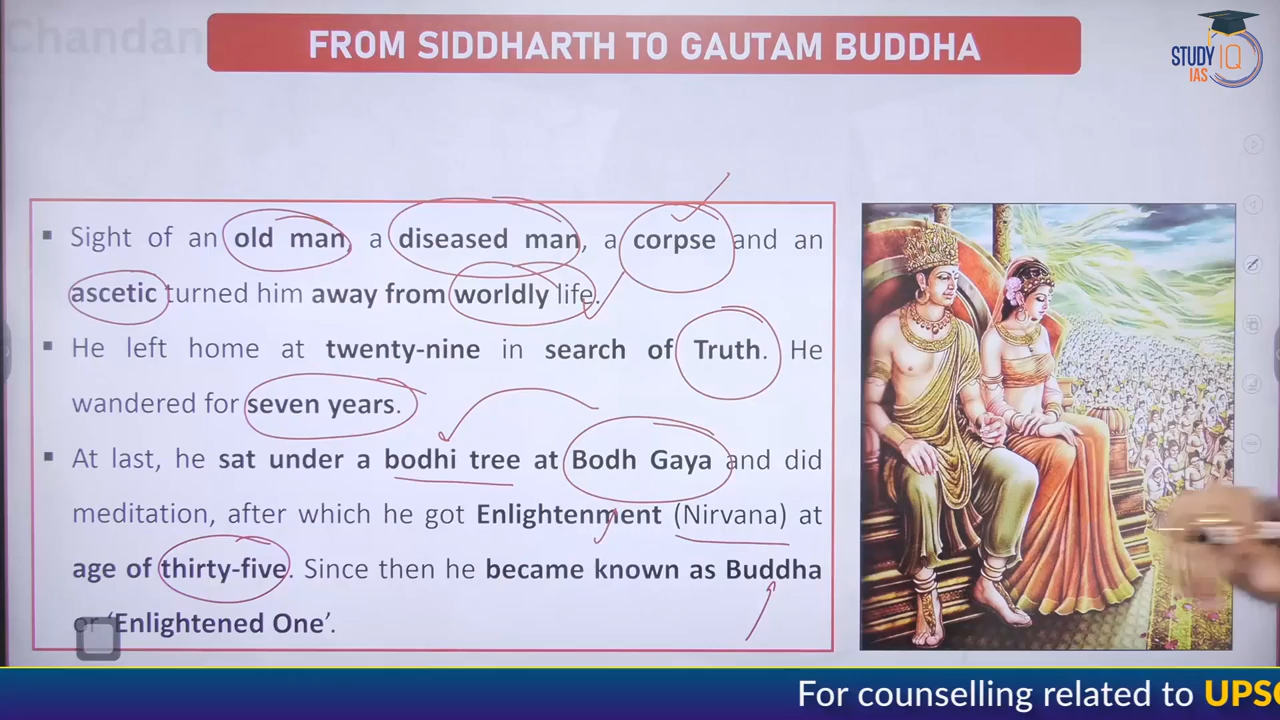 Chandan
FROM SIDDHARTH TO GAUTAM BUDDHA
STUDY IQ
IAS
▪ Sight of an old man, a diseased man, a corpse and an
ascetic turned him away from worldly life.
▪ He left home at twenty-nine in search of Truth. He
wandered for seven years.
▪ At last, he sat under a bodhi tree at Bodh Gaya and did
meditation, after which he got Enlightenment (Nirvana) at
age of thirty-five. Since then he became known as Buddha
or ‘Enlightened One’.
For counselling related to UPSC